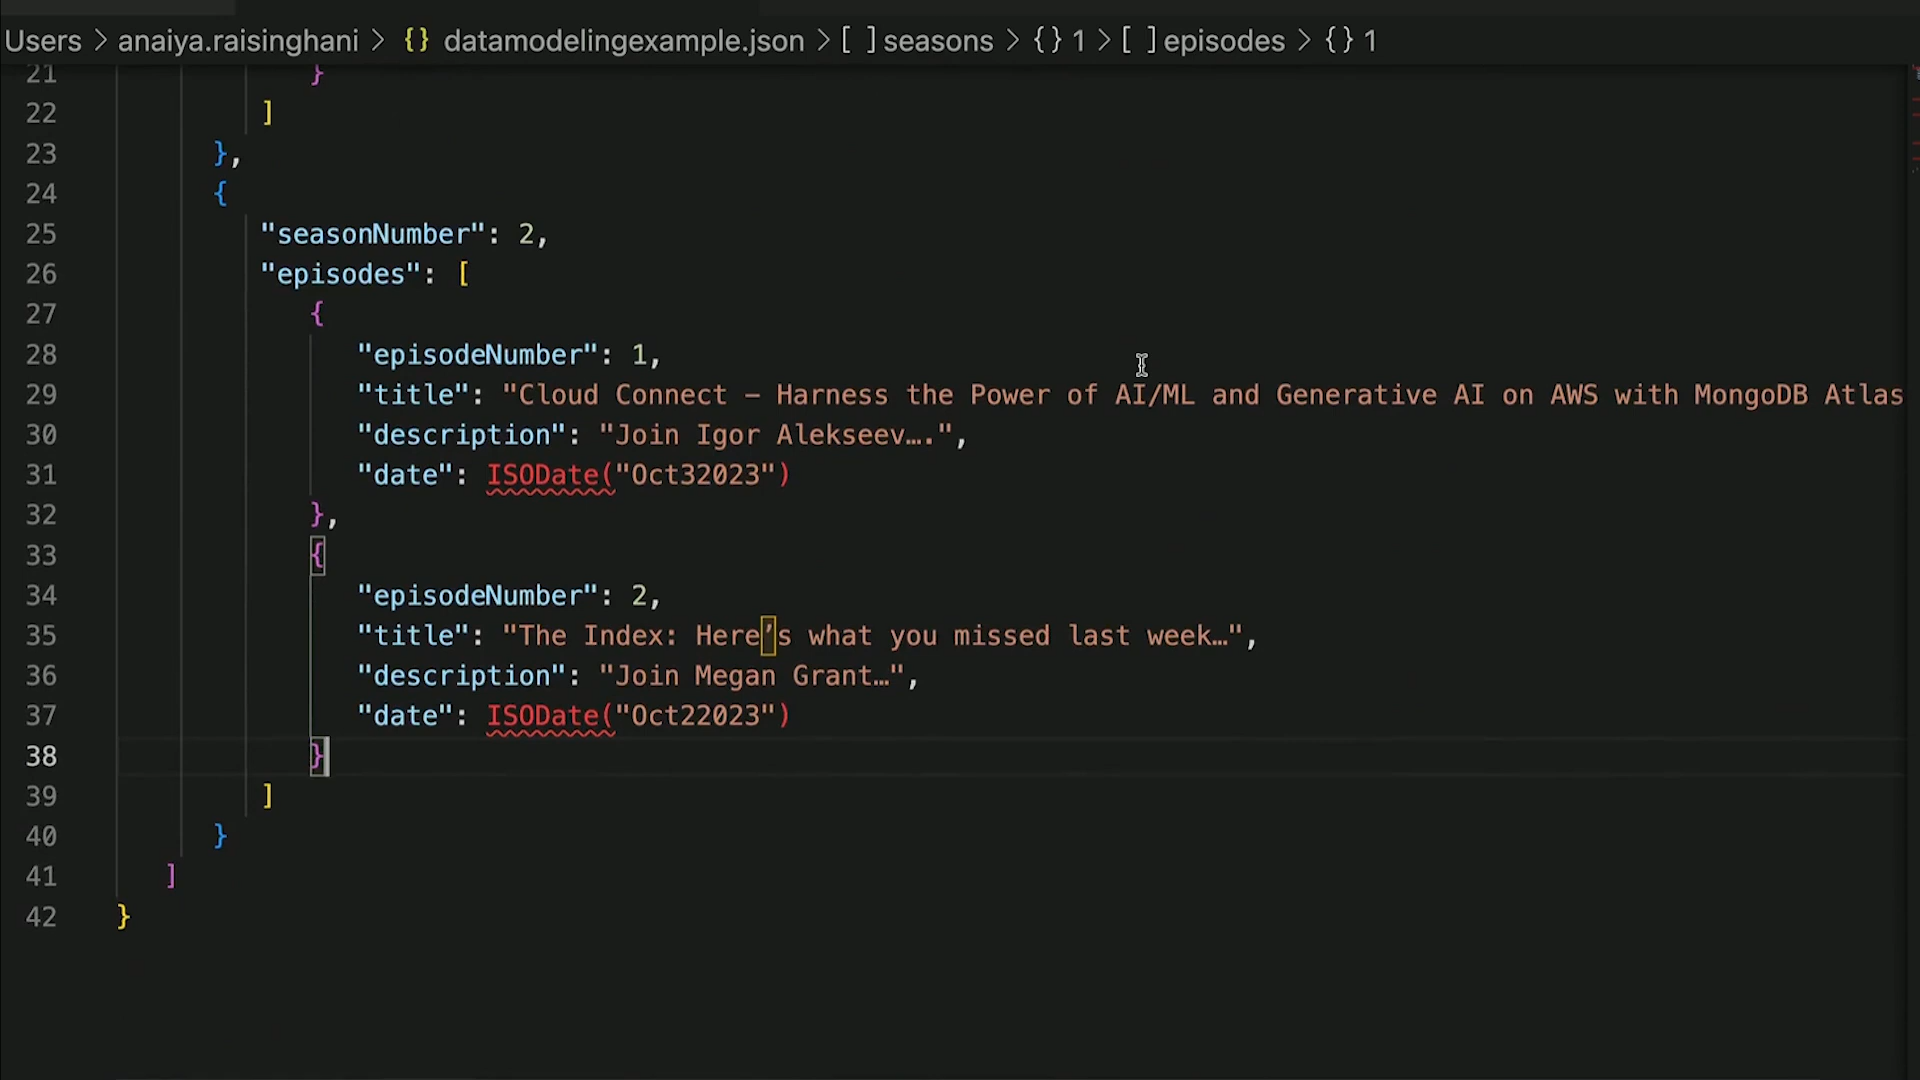 Users > anaiya.raisinghani > {} datamodelingexample.json > [ ] seasons > {} 1 > [ ] episodes > {} 1
21 }
22 ]
23 },
24 {
25 "seasonNumber": 2,
26 "episodes": [
27 {
28 "episodeNumber": 1,
29 "title": "Cloud Connect – Harness the Power of AI/ML and Generative AI on AWS with MongoDB Atlas
30 "description": "Join Igor Alekseev….",
31 "date": ISODate("Oct32023")
32 },
33 {
34 "episodeNumber": 2,
35 "title": "The Index: Here’s what you missed last week…",
36 "description": "Join Megan Grant…",
37 "date": ISODate("Oct22023")
38 }
39 ]
40 }
41 ]
42 }